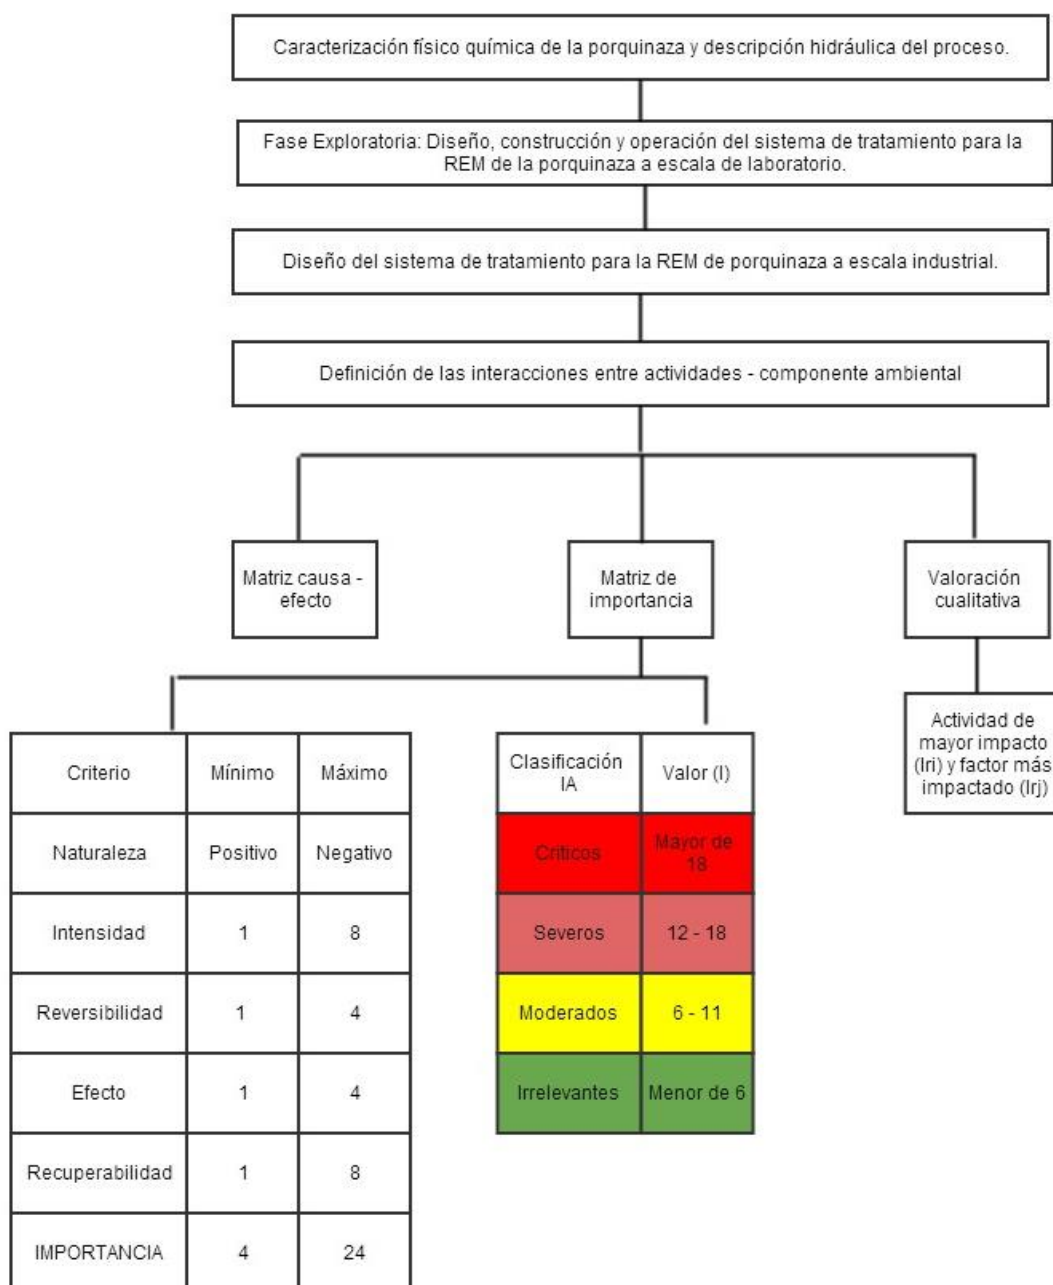 Caracterización físico química de la porquinaza y descripción hidráulica del proceso.
Fase Exploratoria: Diseño, construcción y operación del sistema de tratamiento para la
REM de la porquinaza a escala de laboratorio.
Diseño del sistema de tratamiento para la REM de porquinaza a escala industrial.
Definición de las interacciones entre actividades - componente ambiental
Matriz causa -
efecto
Matriz de
importancia
Valoración
cualitativa
Actividad de
mayor impacto
(Iri) y factor más
impactado (Irj)
Criterio Mínimo Máximo
Naturaleza Positivo Negativo
Intensidad 1 8
Reversibilidad 1 4
Efecto 1 4
Recuperabilidad 1 8
IMPORTANCIA 4 24
Clasificación
IA
Valor (I)
Criticos
Mayor de
18
Severos 12 - 18
Moderados 6 - 11
Irrelevantes Menor de 6